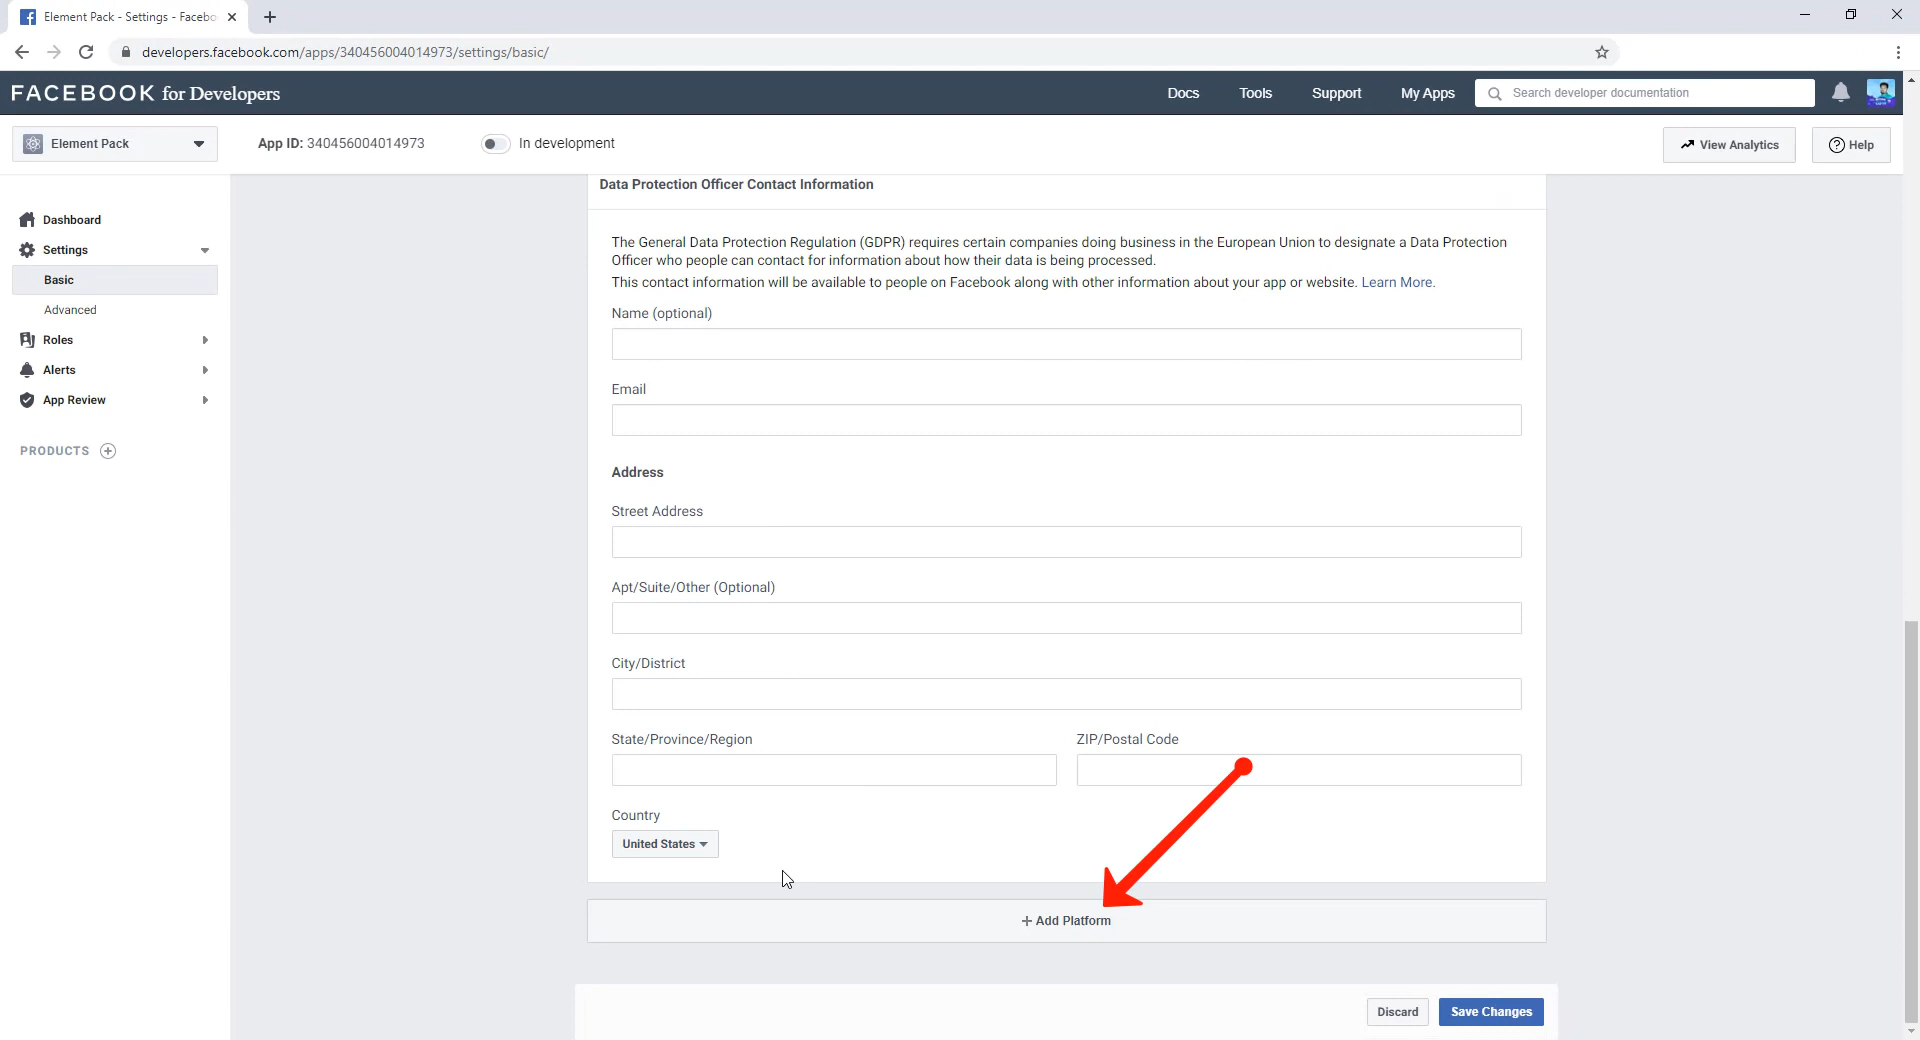 Element Pack - Settings - Facebo
developers.facebook.com/apps/340456004014973/settings/basic/
FACEBOOK for Developers
Docs
Tools
Support
My Apps
Search developer documentation
Element Pack
App ID: 340456004014973
In development
View Analytics
Help
Dashboard
Settings
Basic
Advanced
Roles
Alerts
App Review
PRODUCTS
Data Protection Officer Contact Information
The General Data Protection Regulation (GDPR) requires certain companies doing business in the European Union to designate a Data Protection
Officer who people can contact for information about how their data is being processed.
This contact information will be available to people on Facebook along with other information about your app or website. Learn More.
Name (optional)
Email
Address
Street Address
Apt/Suite/Other (Optional)
City/District
State/Province/Region
ZIP/Postal Code
Country
United States
+ Add Platform
Discard
Save Changes